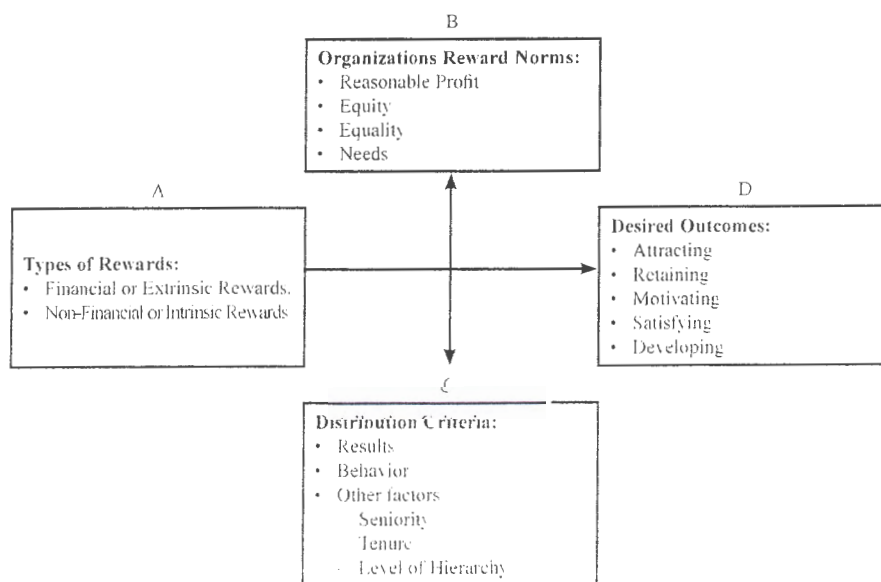 B
Organizations Reward Norms:
• Reasonable Profit
• Equity
• Equality
• Needs
A
Types of Rewards:
• Financial or Extrinsic Rewards.
• Non-Financial or Intrinsic Rewards
D
Desired Outcomes:
• Attracting
• Retaining
• Motivating
• Satisfying
• Developing
C
Distribution Criteria:
• Results
• Behavior
• Other factors
Seniority
Tenure
- Level of Hierarchy